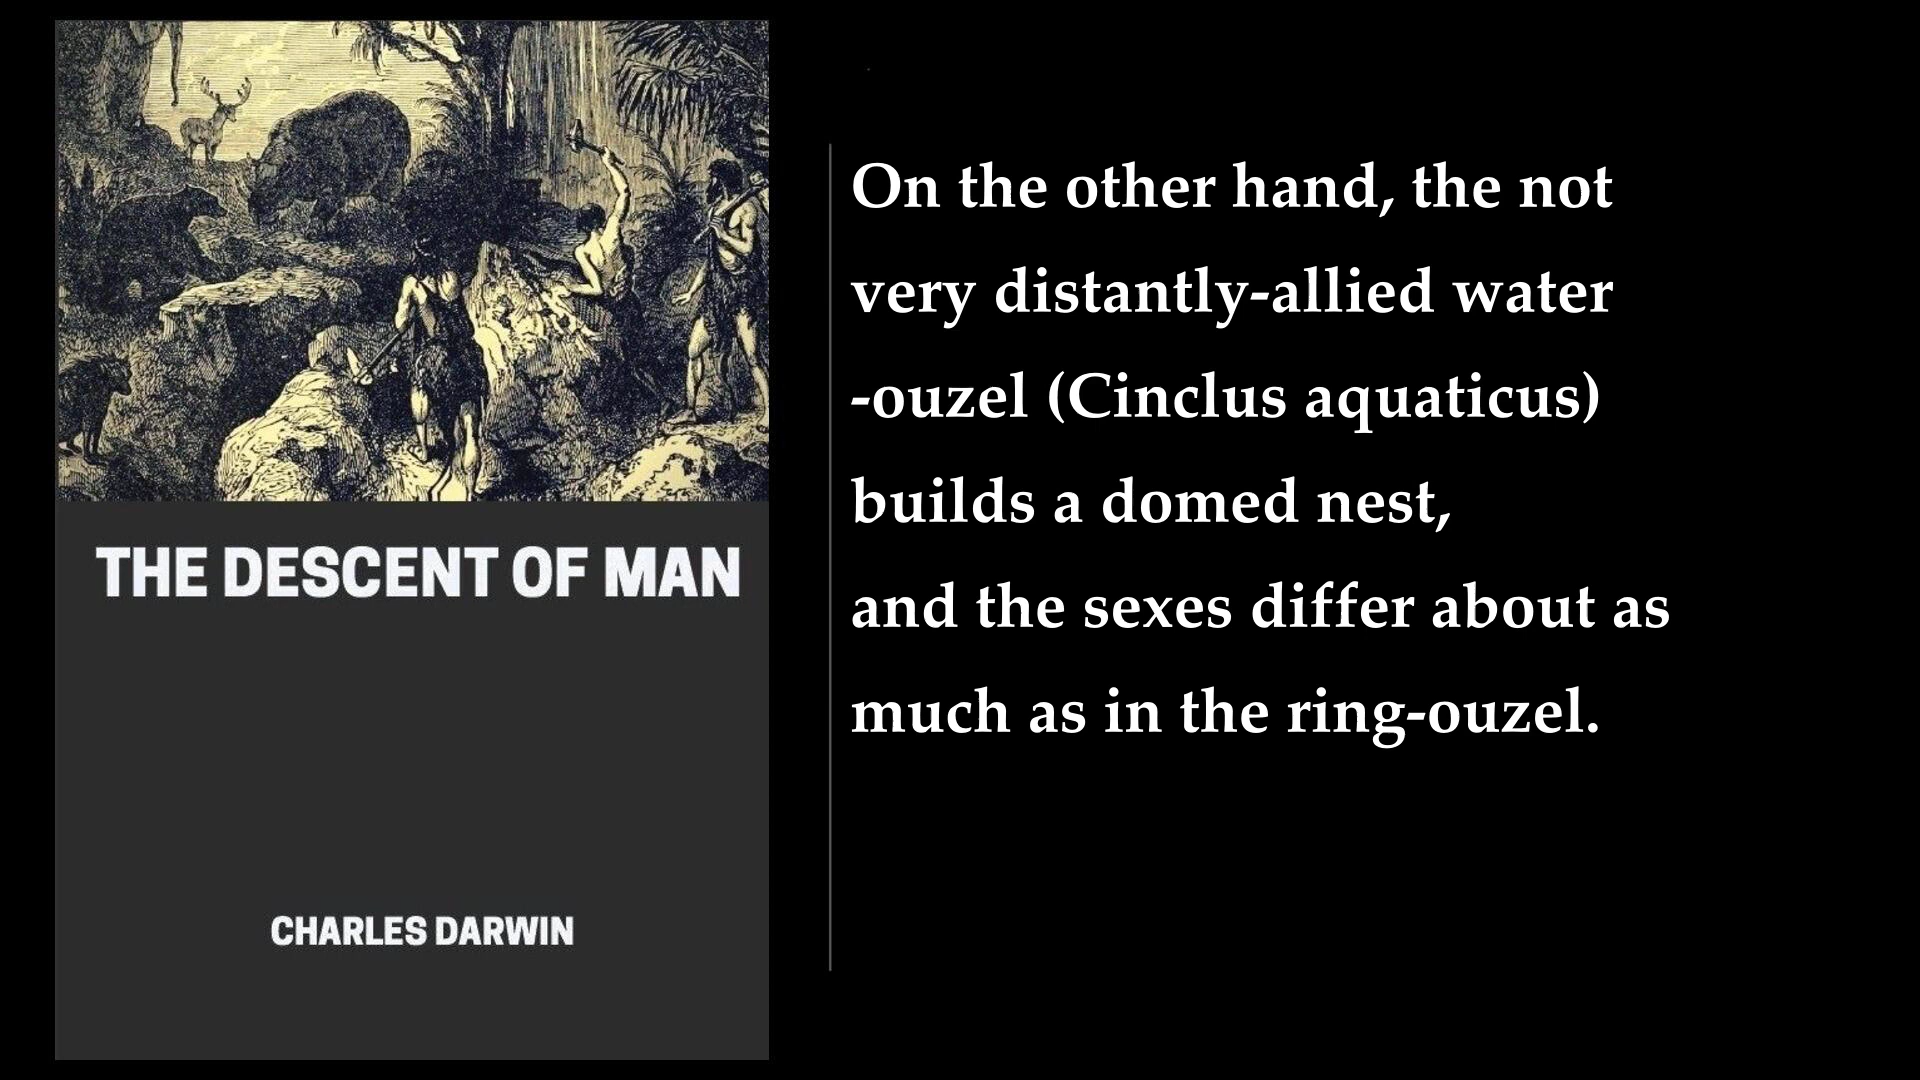 THE DESCENT OF MAN
CHARLES DARWIN
On the other hand, the not
very distantly-allied water
-ouzel (Cinclus aquaticus)
builds a domed nest,
and the sexes differ about as
much as in the ring-ouzel.